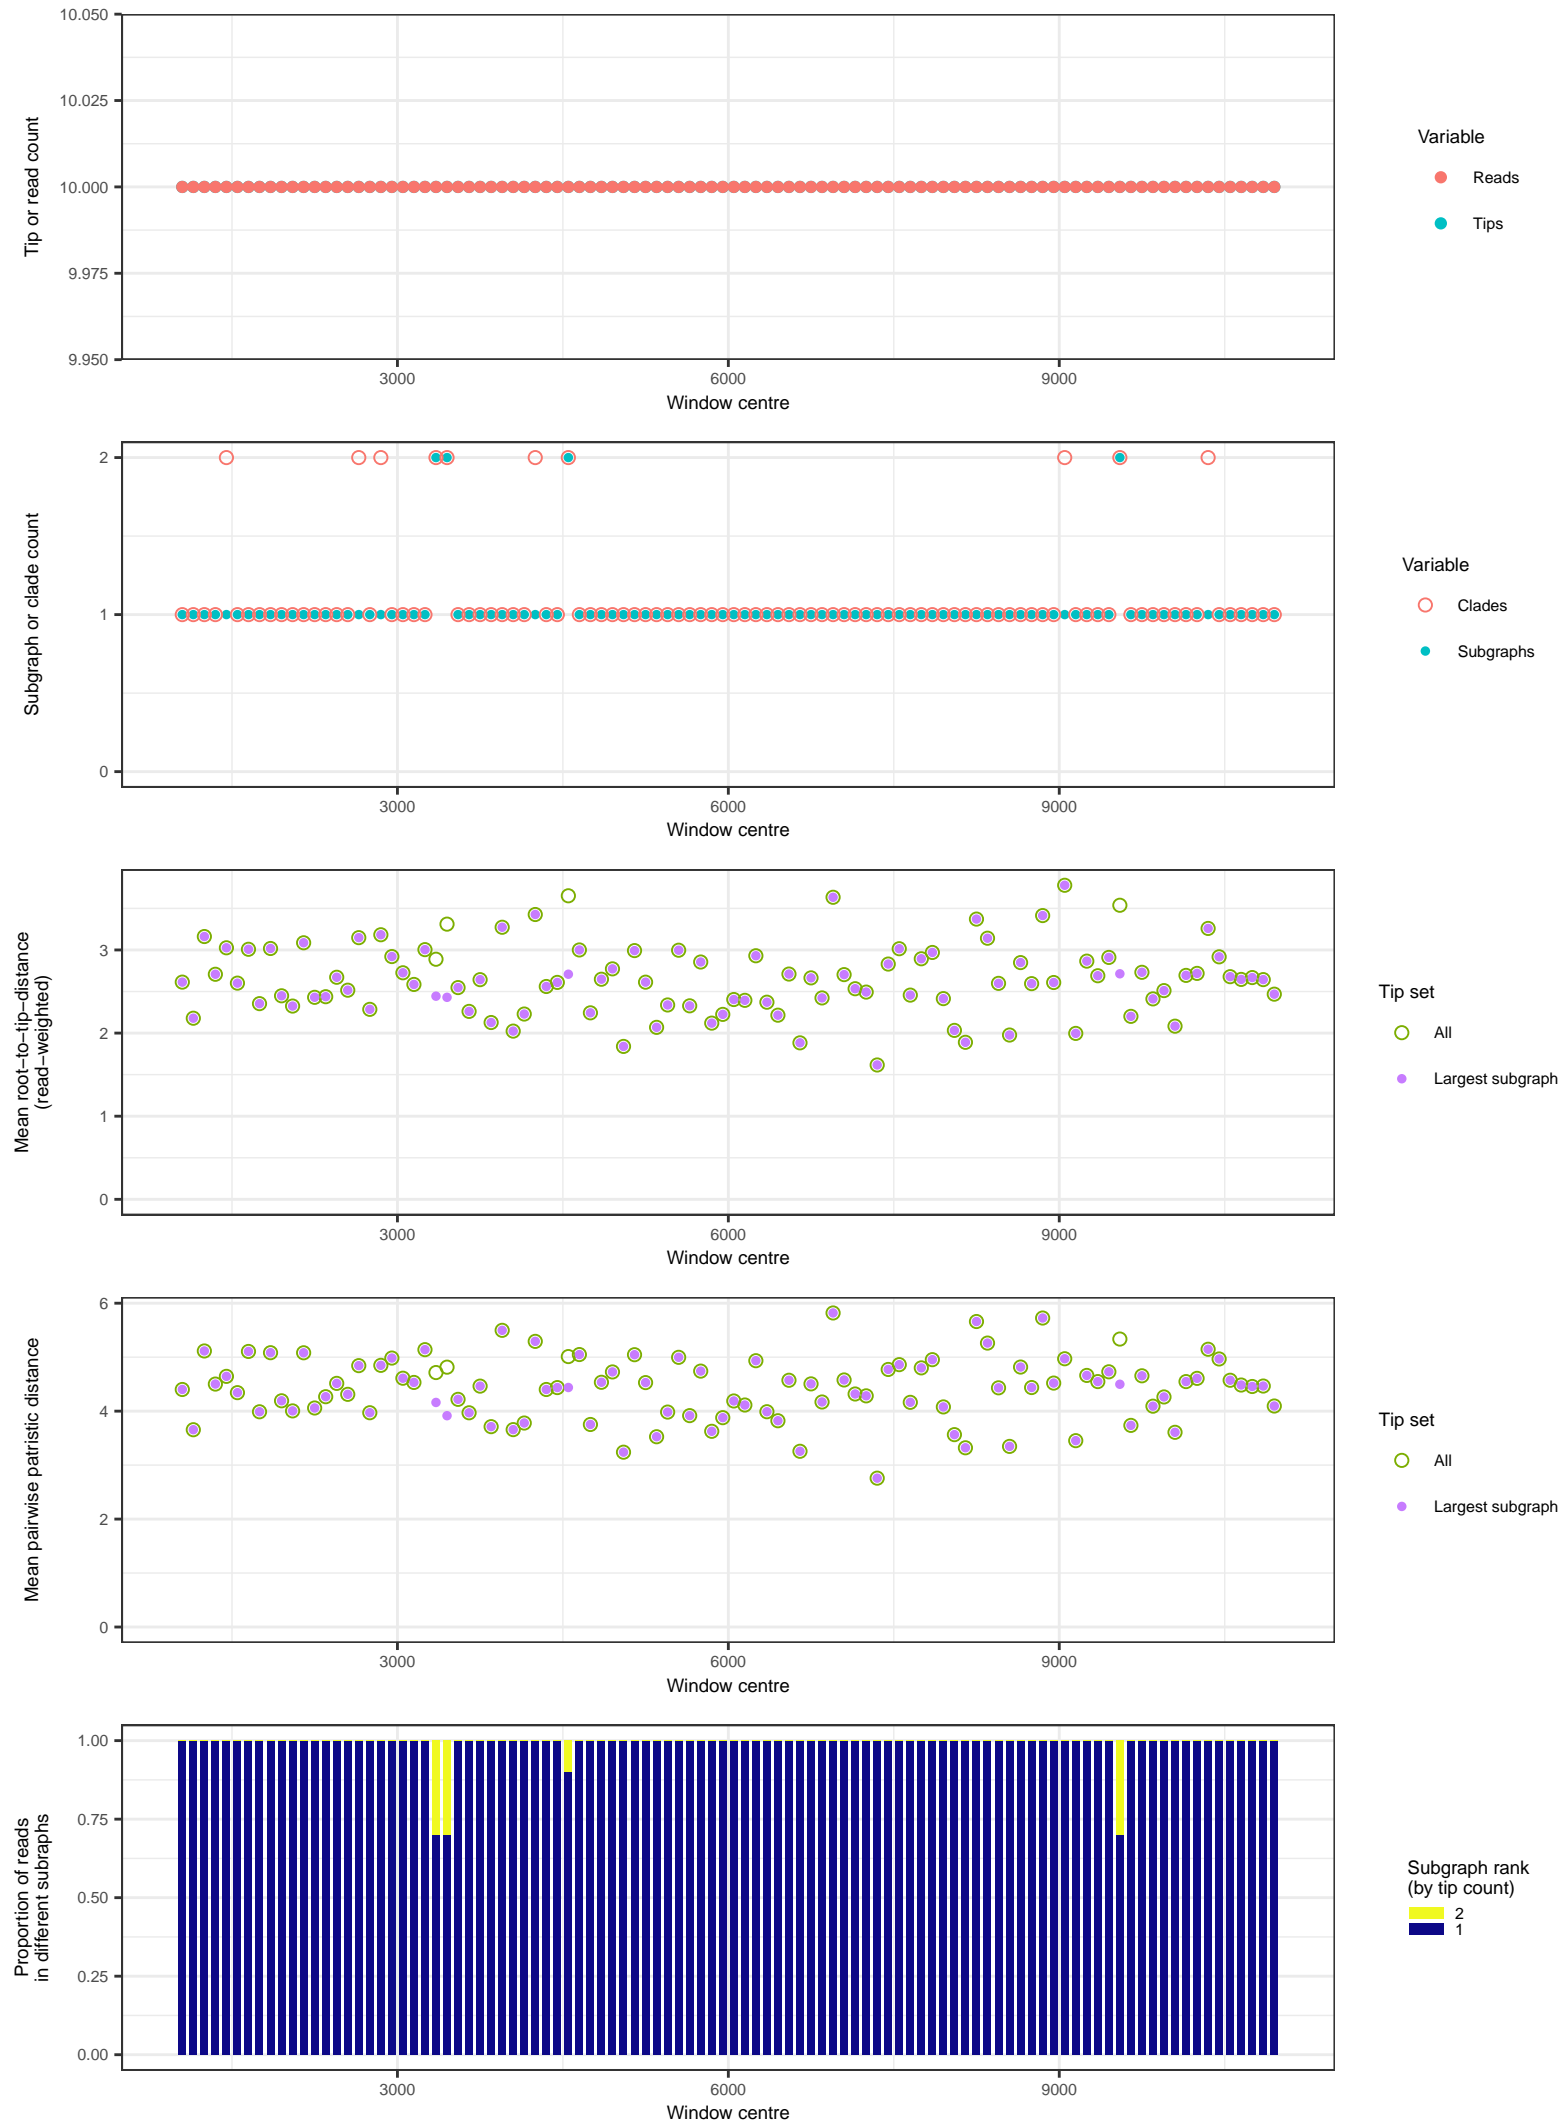 10.050
10.025
10.000
9.975
9.950
Tip or read count
3000 6000 9000
Window centre
Variable
Reads
Tips
2
1
0
Subgraph or clade count
3000 6000 9000
Window centre
Variable
Clades
Subgraphs
3
2
1
0
Mean root−to−tip−distance
(read−weighted)
3000 6000 9000
Window centre
Tip set
All
Largest subgraph
6
4
2
0
Mean pairwise patristic distance
3000 6000 9000
Window centre
Tip set
All
Largest subgraph
1.00
0.75
0.50
0.25
0.00
Proportion of reads
in different subraphs
3000 6000 9000
Window centre
Subgraph rank
(by tip count)
2
1